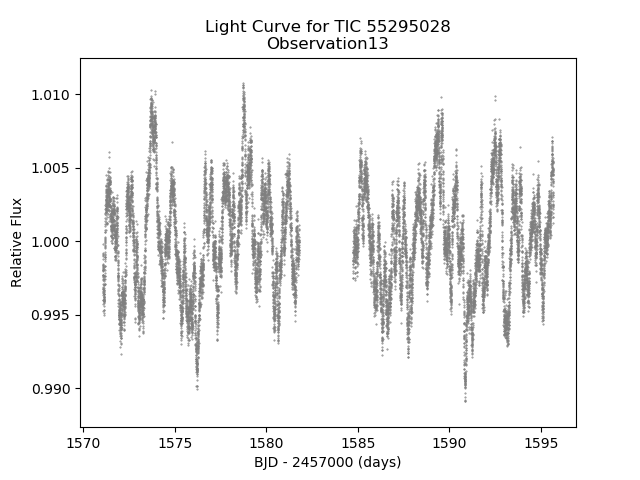 Light Curve for TIC 55295028
Observation13
1.010
1.005
1.000
0.995
0.990
Relative Flux
1570 1575 1580 1585 1590 1595
BJD - 2457000 (days)